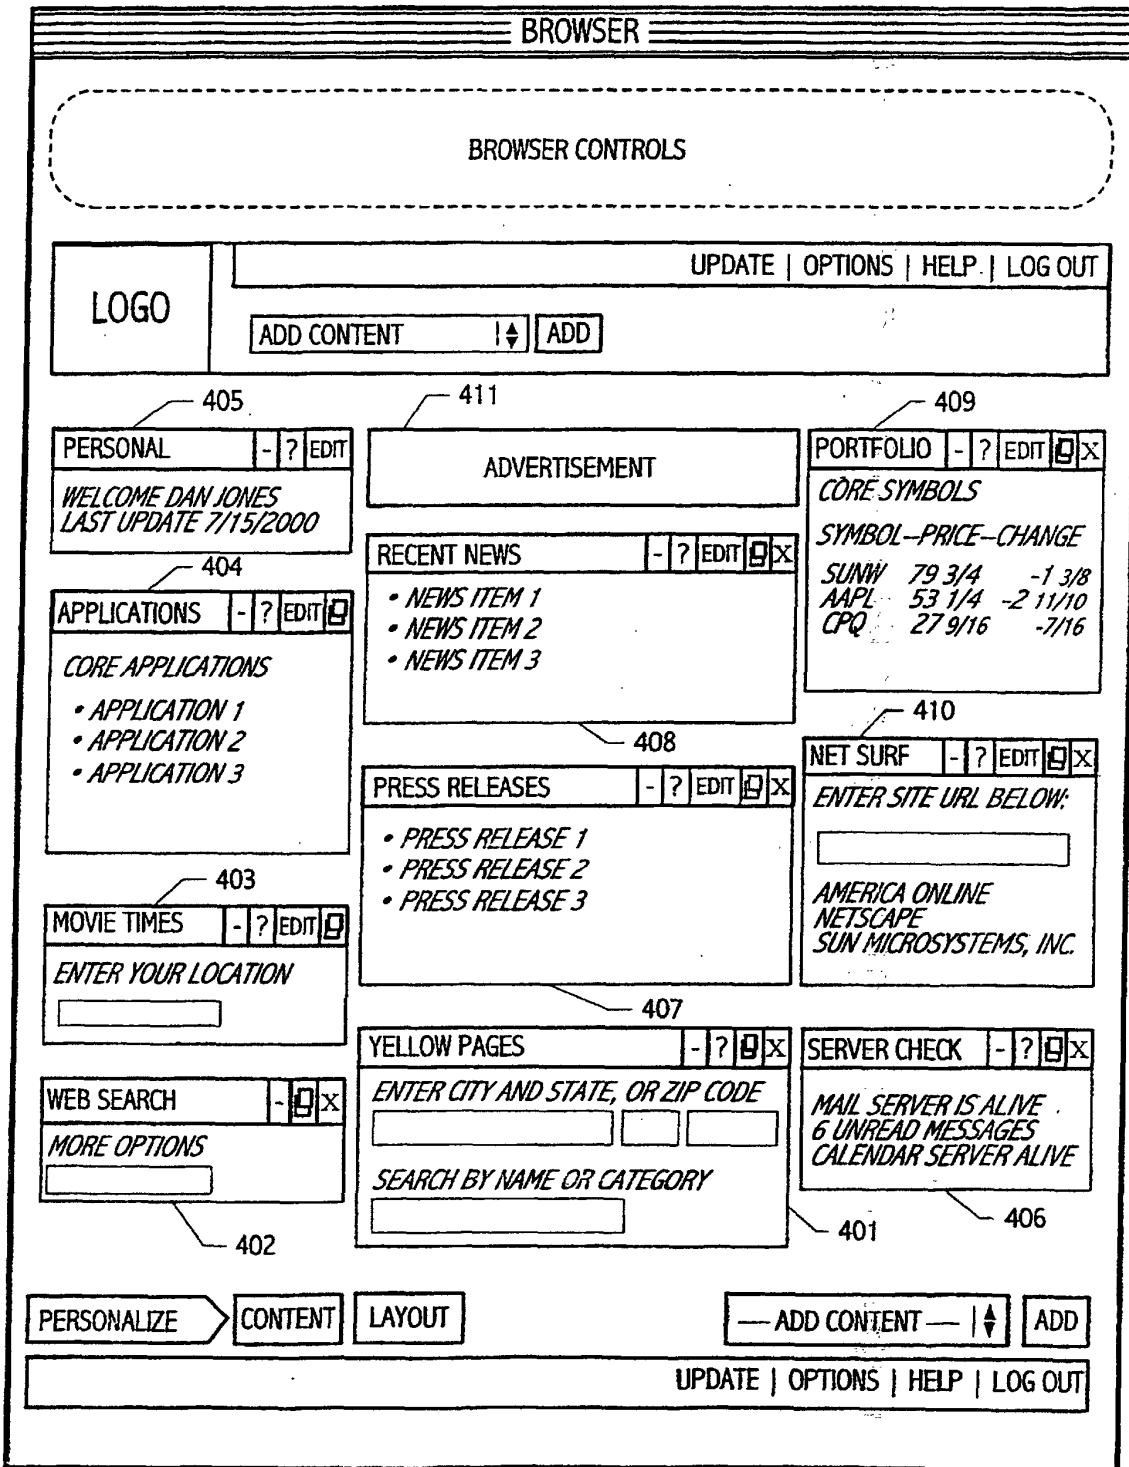 BROWSER
BROWSER CONTROLS
LOGO
UPDATE | OPTIONS | HELP | LOG OUT
ADD CONTENT
ADD
405
PERSONAL - ? EDIT
WELCOME DAN JONES
LAST UPDATE 7/15/2000
404
APPLICATIONS - ? EDIT
CORE APPLICATIONS
• APPLICATION 1
• APPLICATION 2
• APPLICATION 3
403
MOVIE TIMES - ? EDIT
ENTER YOUR LOCATION
WEB SEARCH - X
MORE OPTIONS
402
411
ADVERTISEMENT
RECENT NEWS - ? EDIT X
• NEWS ITEM 1
• NEWS ITEM 2
• NEWS ITEM 3
408
PRESS RELEASES - ? EDIT X
• PRESS RELEASE 1
• PRESS RELEASE 2
• PRESS RELEASE 3
407
YELLOW PAGES - ? X
ENTER CITY AND STATE, OR ZIP CODE
SEARCH BY NAME OR CATEGORY
401
409
PORTFOLIO - ? EDIT X
CORE SYMBOLS
SYMBOL--PRICE--CHANGE
SUNW 79 3/4 -1 3/8
AAPL 53 1/4 -2 11/10
CPQ 27 9/16 -7/16
410
NET SURF - ? EDIT X
ENTER SITE URL BELOW:
AMERICA ONLINE
NETSCAPE
SUN MICROSYSTEMS, INC.
SERVER CHECK - ? X
MAIL SERVER IS ALIVE
6 UNREAD MESSAGES
CALENDAR SERVER ALIVE
406
PERSONALIZE
CONTENT
LAYOUT
— ADD CONTENT —
ADD
UPDATE | OPTIONS | HELP | LOG OUT